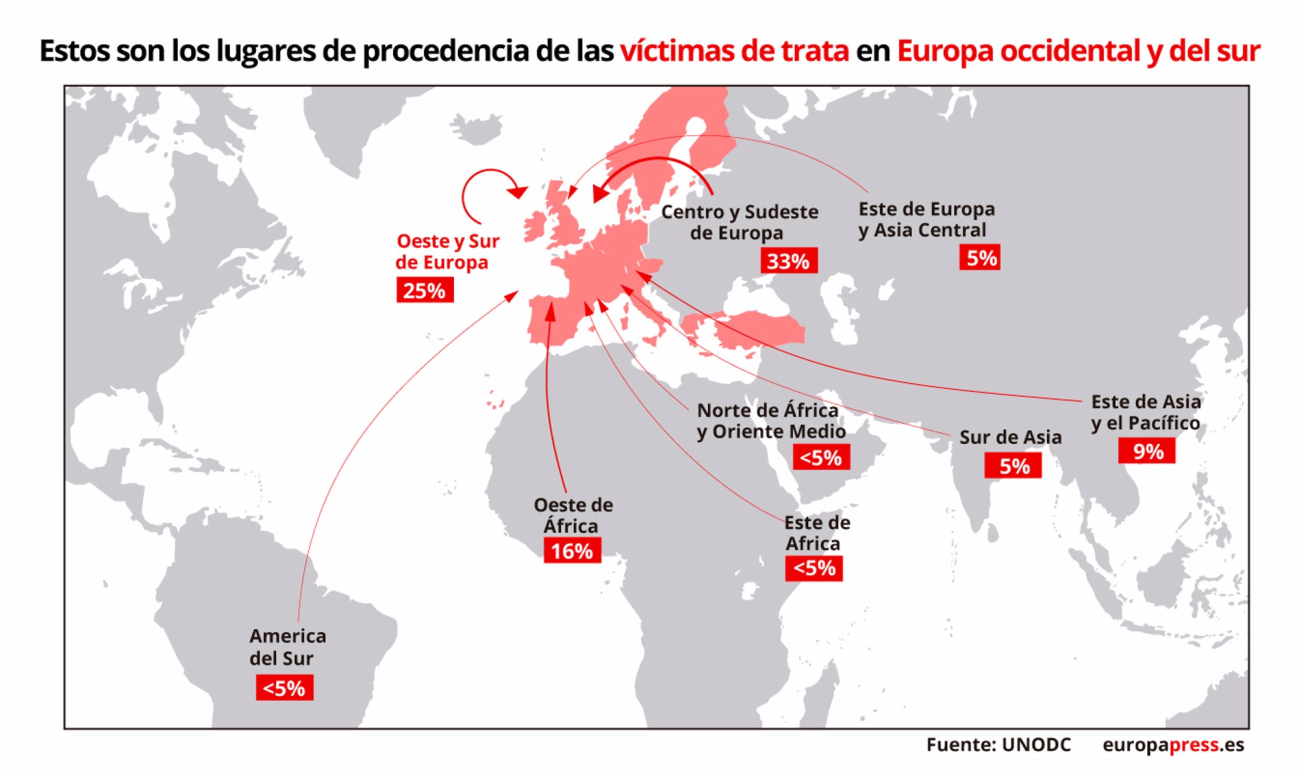 Estos son los lugares de procedencia de las víctimas de trata en Europa occidental y del sur
Oeste y Sur
de Europa
25%
Centro y Sudeste
de Europa
33%
Este de Europa
y Asia Central
5%
Norte de África
y Oriente Medio
<5%
Sur de Asia
5%
Este de Asia
y el Pacífico
9%
Oeste de
África
16%
Este de
Africa
<5%
America
del Sur
<5%
Fuente: UNODC
europapress.es